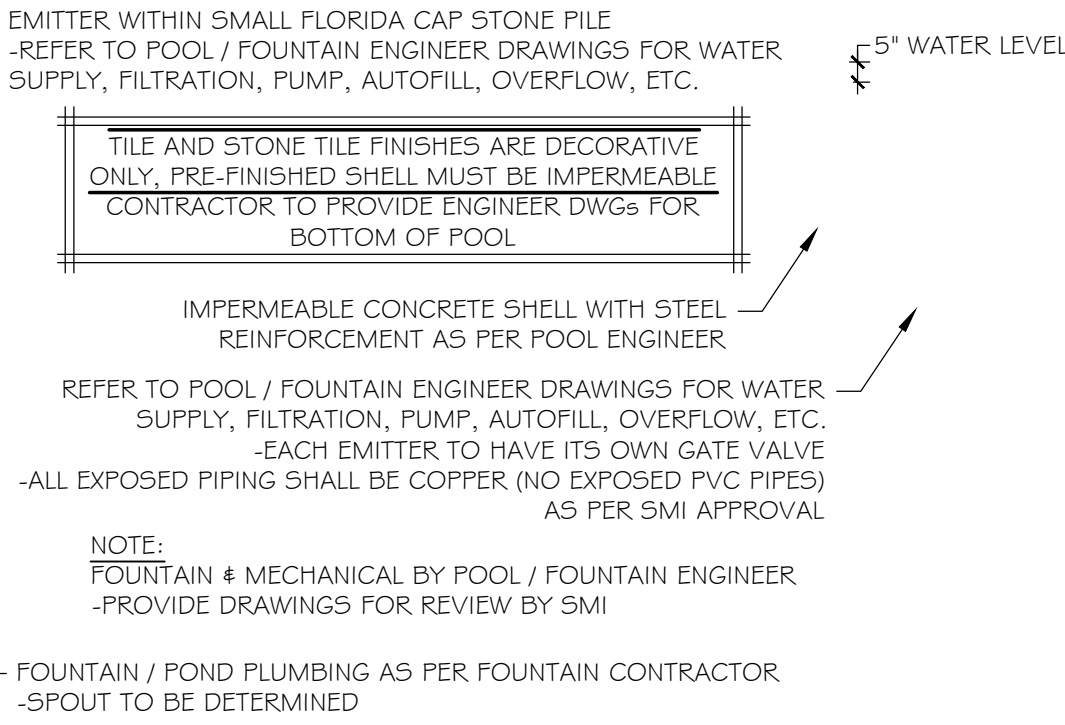 EMITTER WITHIN SMALL FLORIDA CAP STONE PILE
-REFER TO POOL / FOUNTAIN ENGINEER DRAWINGS FOR WATER
SUPPLY, FILTRATION, PUMP, AUTOFILL, OVERFLOW, ETC.
5" WATER LEVEL
TILE AND STONE TILE FINISHES ARE DECORATIVE
ONLY, PRE-FINISHED SHELL MUST BE IMPERMEABLE
CONTRACTOR TO PROVIDE ENGINEER DWGs FOR
BOTTOM OF POOL
IMPERMEABLE CONCRETE SHELL WITH STEEL
REINFORCEMENT AS PER POOL ENGINEER
REFER TO POOL / FOUNTAIN ENGINEER DRAWINGS FOR WATER
SUPPLY, FILTRATION, PUMP, AUTOFILL, OVERFLOW, ETC.
-EACH EMITTER TO HAVE ITS OWN GATE VALVE
-ALL EXPOSED PIPING SHALL BE COPPER (NO EXPOSED PVC PIPES)
AS PER SMI APPROVAL
NOTE:
FOUNTAIN & MECHANICAL BY POOL / FOUNTAIN ENGINEER
-PROVIDE DRAWINGS FOR REVIEW BY SMI
FOUNTAIN / POND PLUMBING AS PER FOUNTAIN CONTRACTOR
-SPOUT TO BE DETERMINED